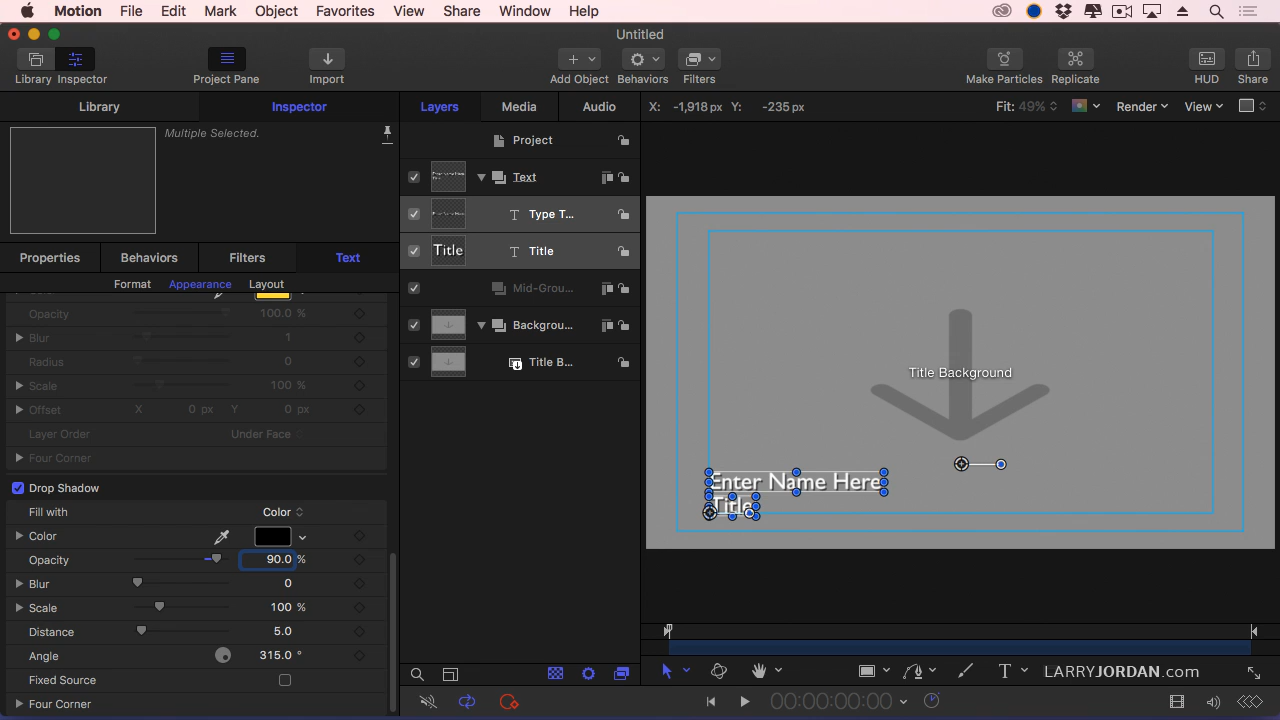 Motion File Edit Mark Object Favorites View Share Window Help
Untitled
Library Inspector Project Pane Import Add Object Behaviors Filters Make Particles Replicate HUD Share
Library Inspector Layers Media Audio X: -1,918 px Y: -235 px Fit: 49% Render View
Multiple Selected.
Project
Text
Type T...
Title Title
Properties Behaviors Filters Text
Format Appearance Layout
Mid-Grou...
Opacity 100.0 %
Backgrou...
Blur 1
Radius 0
Title B...
Title Background
Scale 100 %
Offset X 0 px Y 0 px
Layer Order Under Face
Four Corner
Enter Name Here
Title
Drop Shadow
Fill with Color
Color
Opacity 90.0 %
Blur 0
Scale 100 %
Distance 5.0
Angle 315.0 °
Fixed Source
T LARRYJORDAN.com
Four Corner
00:00:00:00